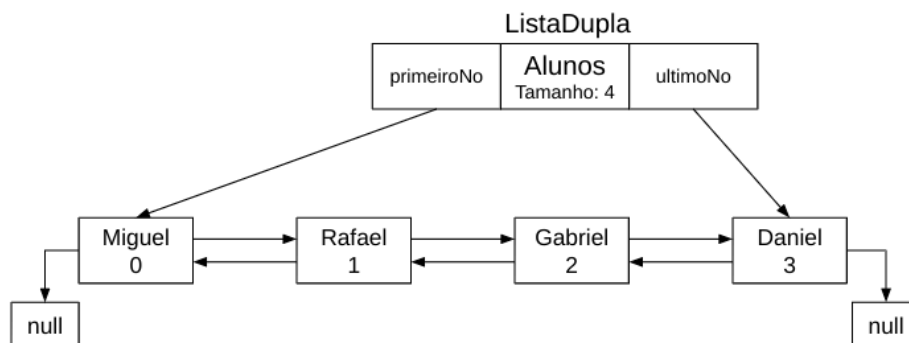 ListaDupla
primeiroNo
Alunos
Tamanho: 4
ultimoNo
Miguel
0
Rafael
1
Gabriel
2
Daniel
3
null
null